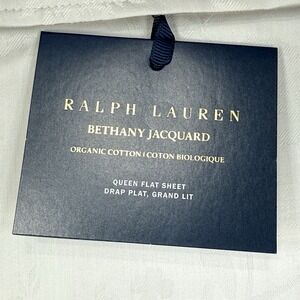 RALPH LAUREN
BETHANY JACQUARD
ORGANIC COTTON | COTON BIOLOGIQUE
QUEEN FLAT SHEET
DRAP PLAT, GRAND LIT